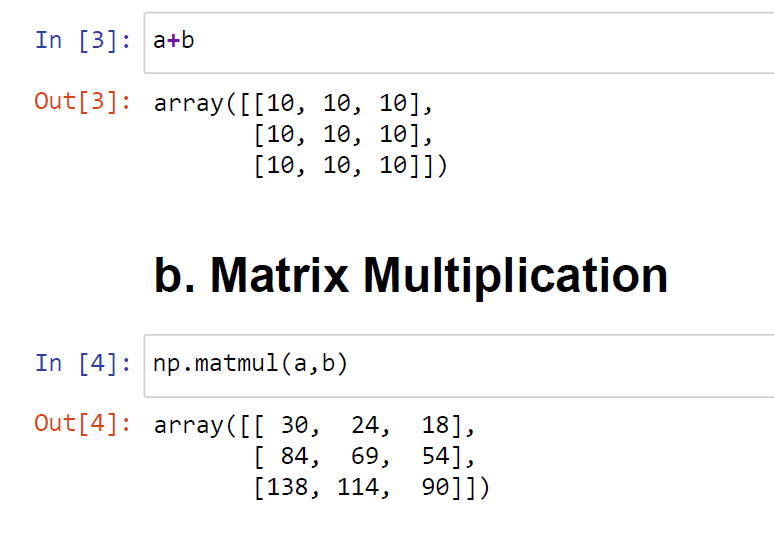 In [3]: a+b
Out[3]: array([[10, 10, 10],
[10, 10, 10],
[10, 10, 10]])
b. Matrix Multiplication
In [4]: np.matmul(a,b)
Out[4]: array([[ 30,  24,  18],
[ 84,  69,  54],
[138, 114,  90]])